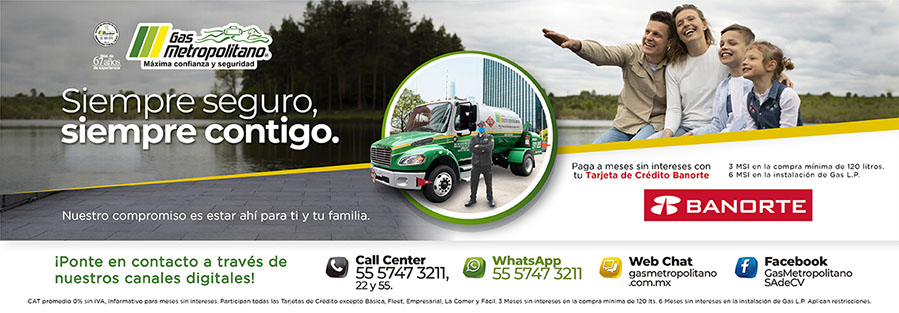 Gas
Metropolitano
Máxima confianza y seguridad
Más de
67 años
de experiencia
Siempre seguro,
siempre contigo.
Nuestro compromiso es estar ahí para ti y tu familia.
Paga a meses sin intereses con
tu Tarjeta de Crédito Banorte
3 MSI en la compra mínima de 120 litros.
6 MSI en la instalación de Gas L.P.
BANORTE
¡Ponte en contacto a través de
nuestros canales digitales!
Call Center
55 5747 3211,
22 y 55.
WhatsApp
55 5747 3211
Web Chat
gasmetropolitano
.com.mx
Facebook
GasMetropolitano
SAdeCV
CAT promedio 0% sin IVA, Informativo para meses sin intereses. Participan todas las Tarjetas de Crédito excepto Básica, Fleet, Empresarial, La Comer y Fácil. 3 Meses sin intereses en la compra mínima de 120 lts. 6 Meses sin intereses en la instalación de Gas L.P. Aplican restricciones.